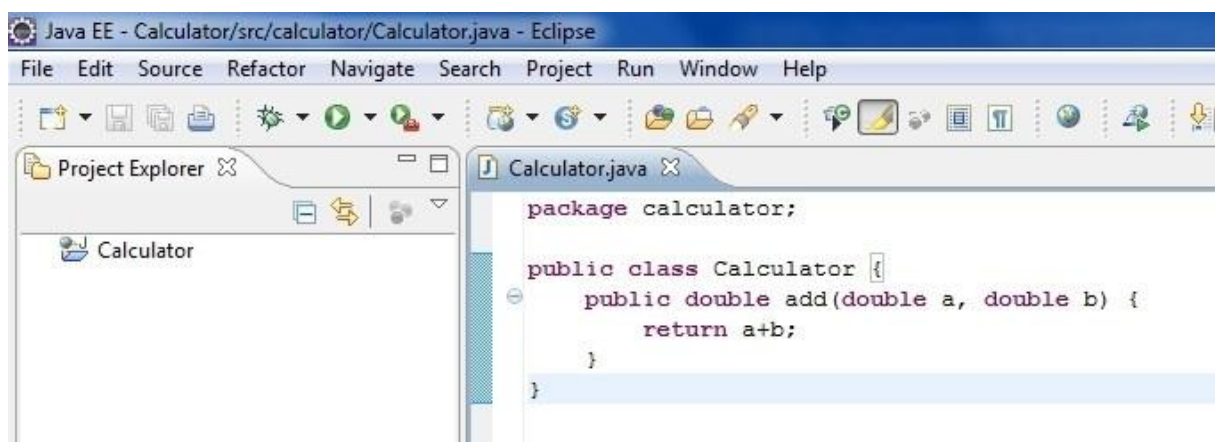 Java EE - Calculator/src/calculator/Calculator.java - Eclipse
File Edit Source Refactor Navigate Search Project Run Window Help
Project Explorer
Calculator
Calculator.java
package calculator;
public class Calculator {
public double add(double a, double b) {
return a+b;
}
}